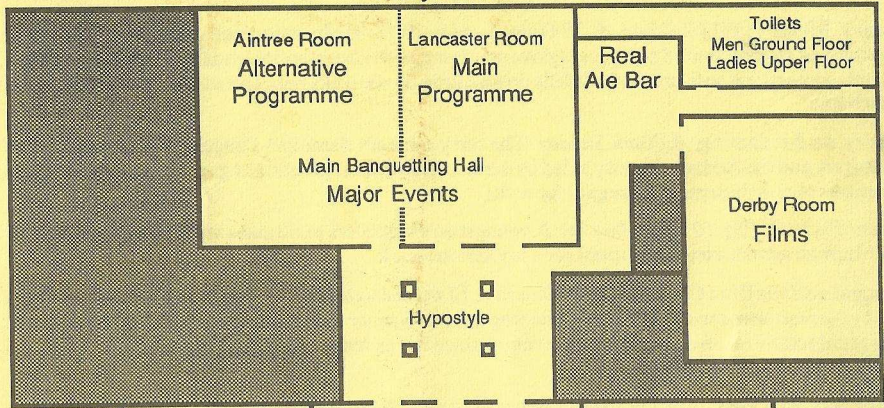 Aintree Room
Alternative
Programme
Lancaster Room
Main
Programme
Main Banquetting Hall
Major Events
Real
Ale Bar
Toilets
Men Ground Floor
Ladies Upper Floor
Derby Room
Films
Hypostyle